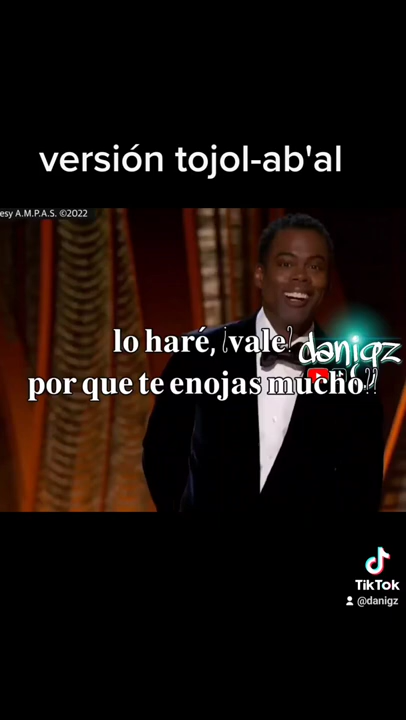 versión tojol-ab'al
esy A.M.P.A.S. ©2022
lo haré, ¿vale?
danigz
por que te enojas mucho
TikTok
@danigz